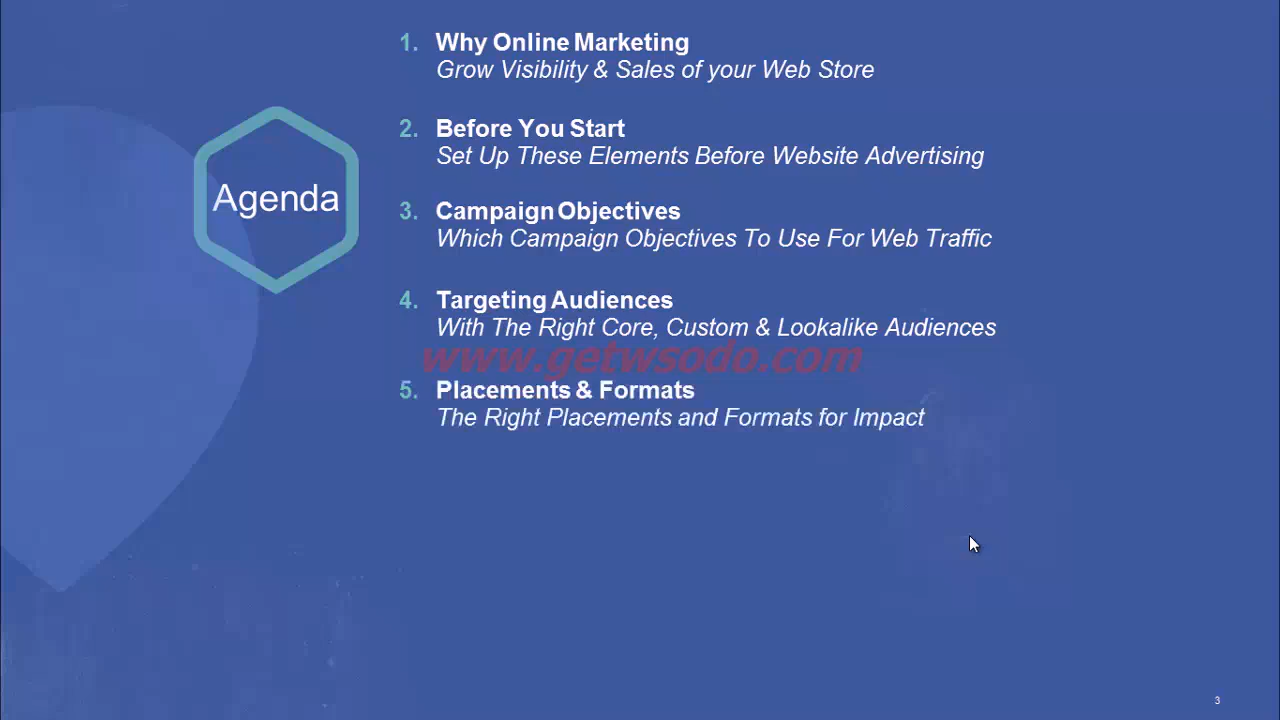 Agenda
1. Why Online Marketing
Grow Visibility & Sales of your Web Store
2. Before You Start
Set Up These Elements Before Website Advertising
3. Campaign Objectives
Which Campaign Objectives To Use For Web Traffic
4. Targeting Audiences
With The Right Core, Custom & Lookalike Audiences
www.getwsodo.com
5. Placements & Formats
The Right Placements and Formats for Impact
3